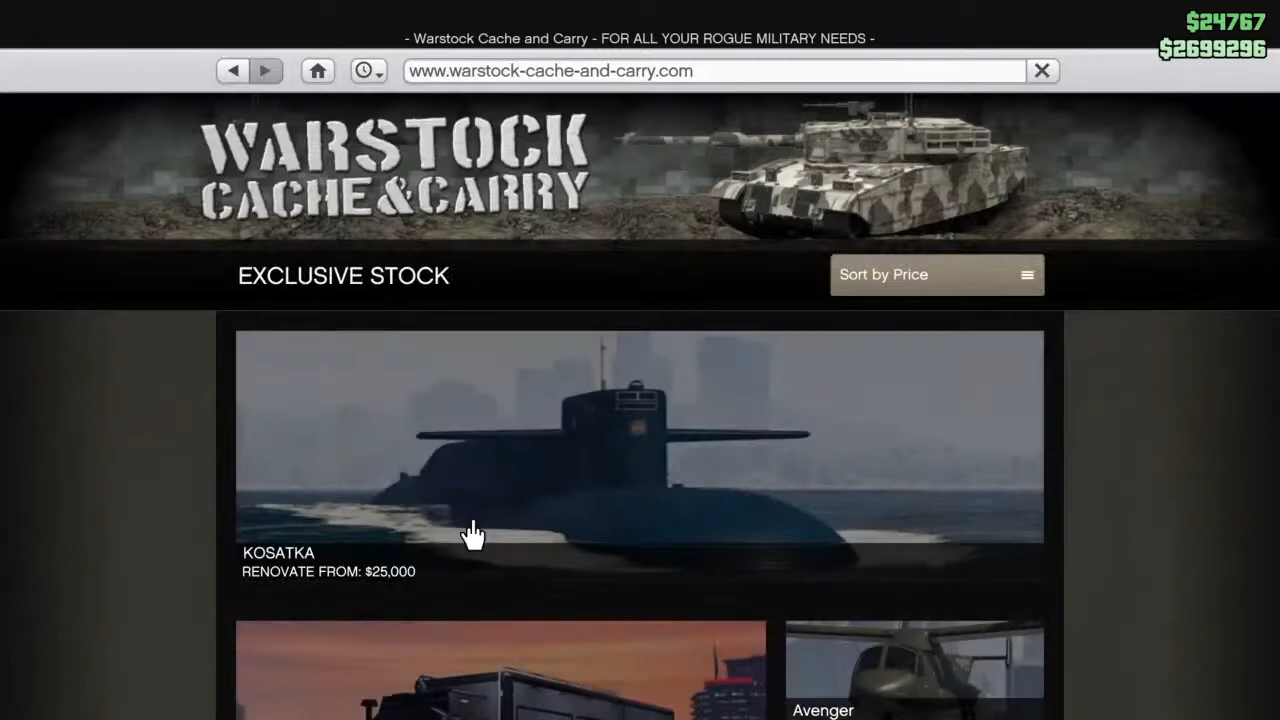 $24767
- Warstock Cache and Carry - FOR ALL YOUR ROGUE MILITARY NEEDS -
$2699296
www.warstock-cache-and-carry.com
WARSTOCK
CACHE&CARRY
EXCLUSIVE STOCK
Sort by Price
KOSATKA
RENOVATE FROM: $25,000
Avenger